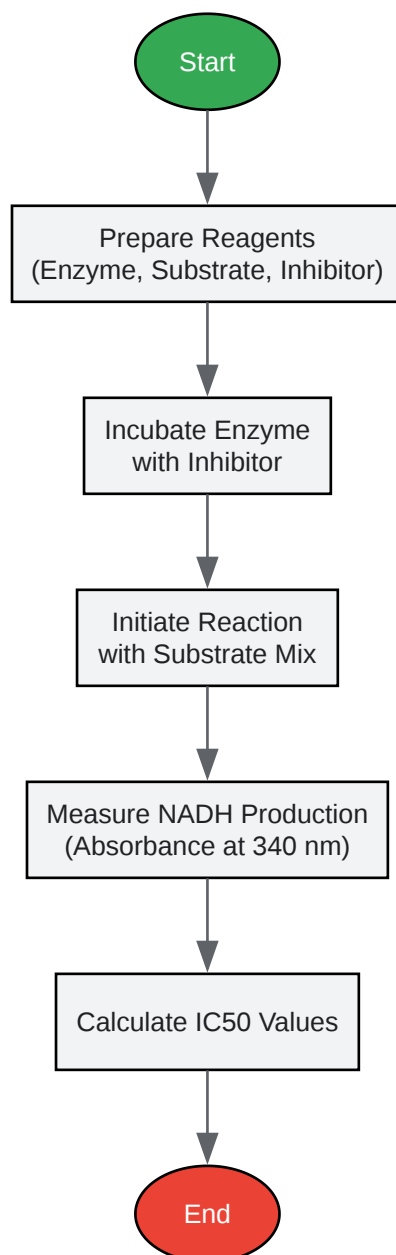 Start
Prepare Reagents
(Enzyme, Substrate, Inhibitor)
Incubate Enzyme
with Inhibitor
Initiate Reaction
with Substrate Mix
Measure NADH Production
(Absorbance at 340 nm)
Calculate IC50 Values
End